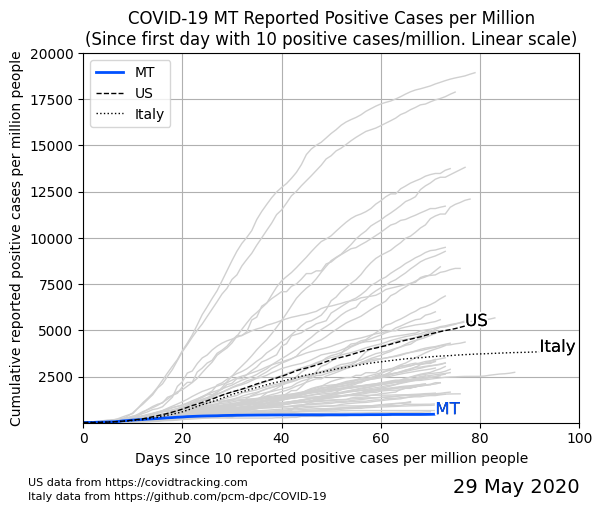 COVID-19 MT Reported Positive Cases per Million
(Since first day with 10 positive cases/million. Linear scale)
Cumulative reported positive cases per million people
20000
17500
15000
12500
10000
7500
5000
2500
MT
US
Italy
US
Italy
MT
0
20
40
60
80
100
Days since 10 reported positive cases per million people
US data from https://covidtracking.com
Italy data from https://github.com/pcm-dpc/COVID-19
29 May 2020